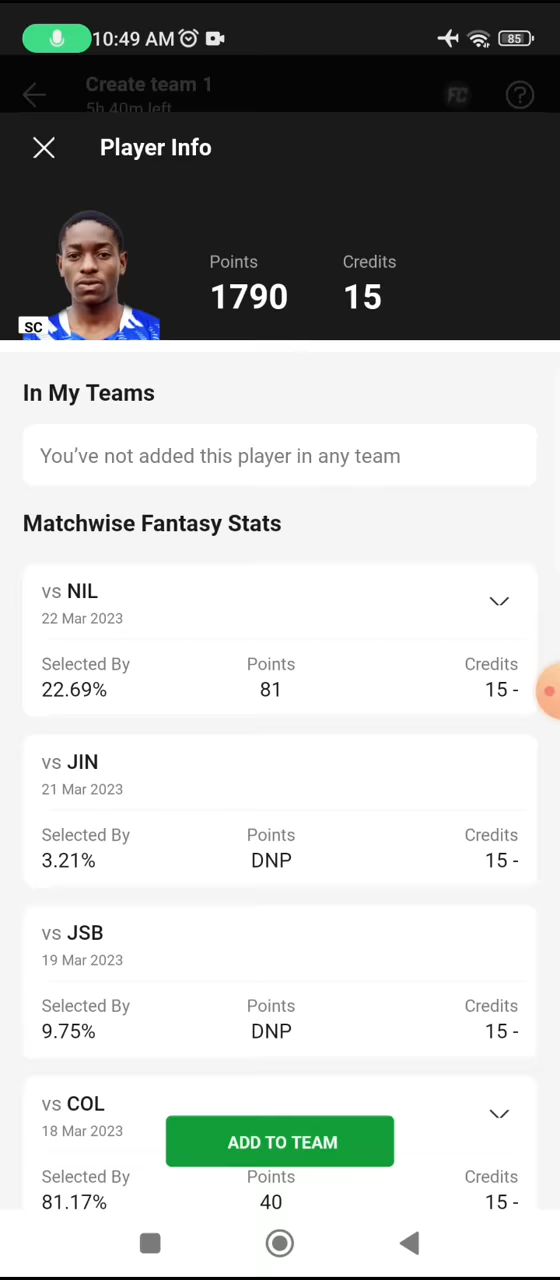 10:49 AM
85
Create team 1
5h 40m left
FC
?
Player Info
Points
Credits
1790
15
SC
In My Teams
You’ve not added this player in any team
Matchwise Fantasy Stats
vs NIL
22 Mar 2023
Selected By
Points
Credits
22.69%
81
15 -
vs JIN
21 Mar 2023
Selected By
Points
Credits
3.21%
DNP
15 -
vs JSB
19 Mar 2023
Selected By
Points
Credits
9.75%
DNP
15 -
vs COL
18 Mar 2023
ADD TO TEAM
Selected By
Points
Credits
81.17%
40
15 -